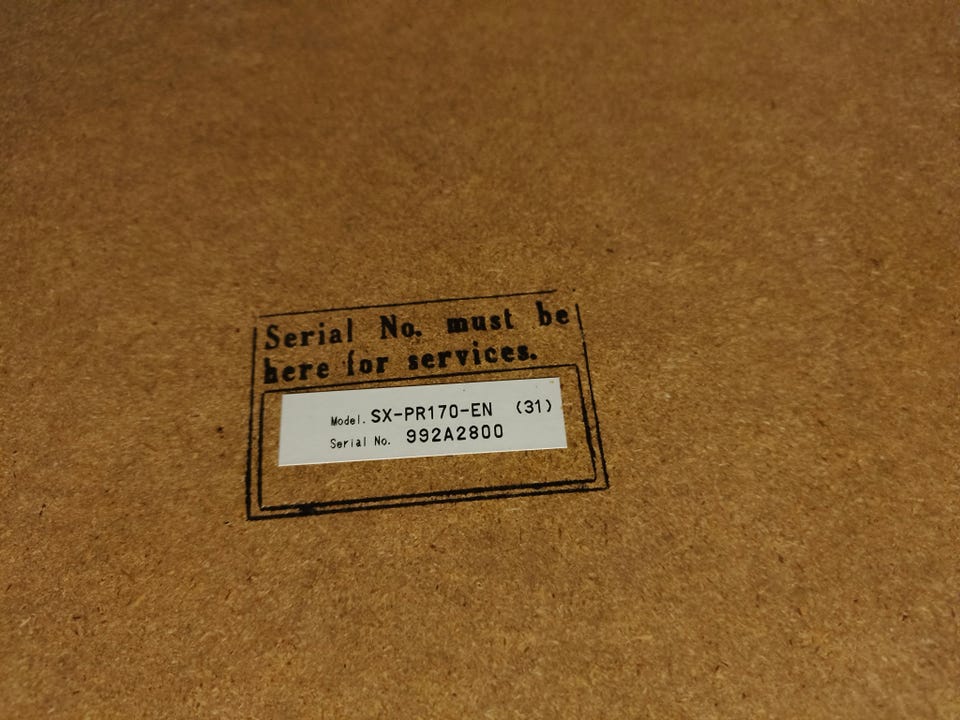 Serial No. must be
here for services.
Model. SX-PR170-EN (31)
Serial No. 992A2800